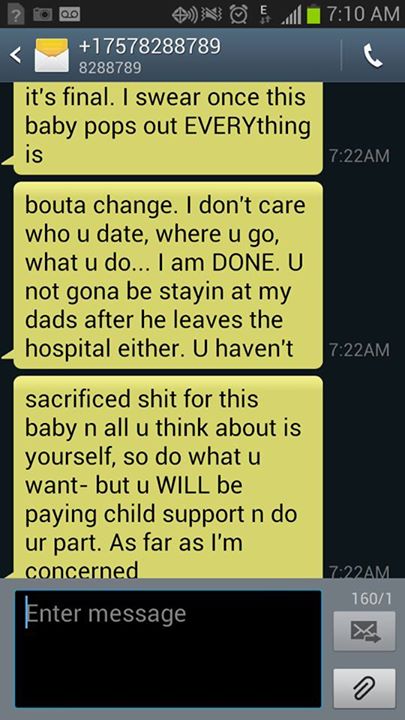 7:10 AM
+17578288789
8288789
it's final. I swear once this
baby pops out EVERYthing
is
7:22AM
bouta change. I don't care
who u date, where u go,
what u do... I am DONE. U
not gona be stayin at my
dads after he leaves the
hospital either. U haven't
7:22AM
sacrificed shit for this
baby n all u think about is
yourself, so do what u
want- but u WILL be
paying child support n do
ur part. As far as I'm
concerned
7:22AM
160/1
Enter message